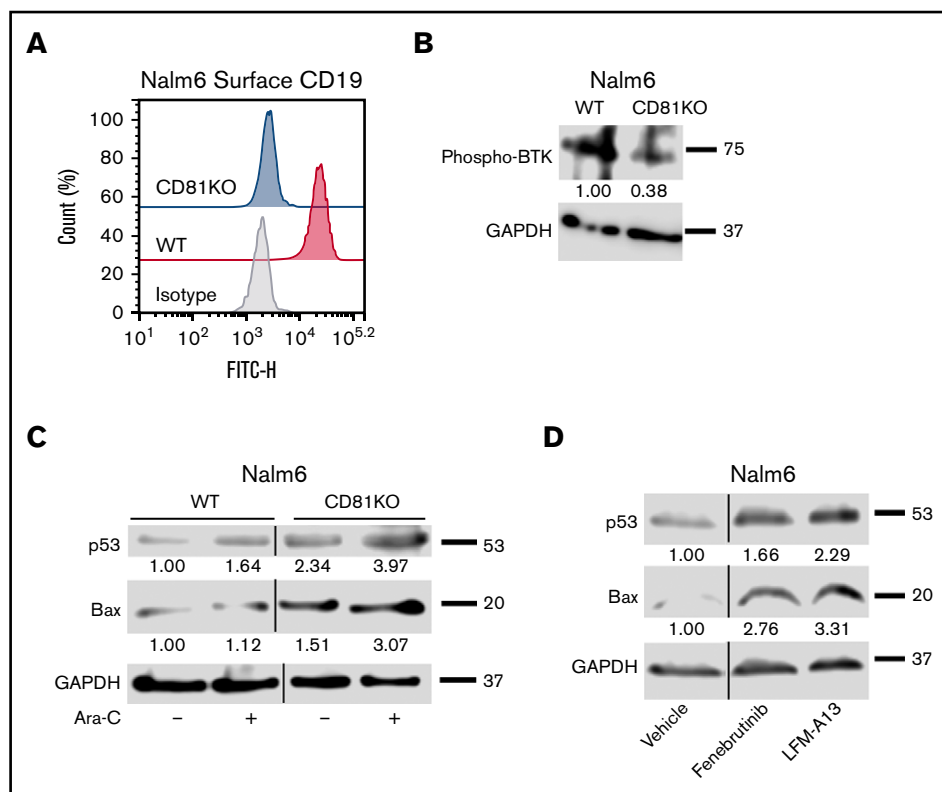 A
Nalm6 Surface CD19
100
80
60
40
20
0
Count (%)
CD81KO
WT
Isotype
10^1 10^2 10^3 10^4 10^5.2
FITC-H
B
Nalm6
WT CD81KO
Phospho-BTK 75
1.00 0.38
GAPDH 37
C
Nalm6
WT CD81KO
p53 53
1.00 1.64 2.34 3.97
Bax 20
1.00 1.12 1.51 3.07
GAPDH 37
Ara-C – + – +
D
Nalm6
p53 53
1.00 1.66 2.29
Bax 20
1.00 2.76 3.31
GAPDH 37
Vehicle Fenebrutinib LFM-A13